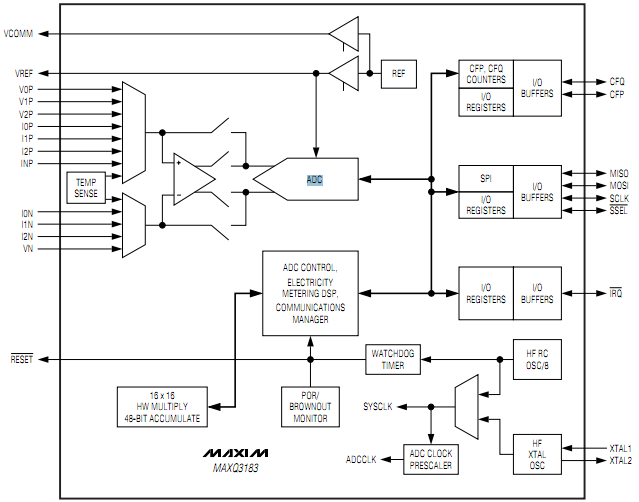 VCOMM
VREF
REF
V0P
V1P
V2P
I0P
I1P
I2P
INP
TEMP
SENSE
I0N
I1N
I2N
VN
+
−
ADC
CFP, CFQ
COUNTERS
I/O
REGISTERS
I/O
BUFFERS
CFQ
CFP
SPI
I/O
REGISTERS
I/O
BUFFERS
MISO
MOSI
SCLK
SSEL
I/O
REGISTERS
I/O
BUFFERS
IRQ
ADC CONTROL,
ELECTRICITY
METERING DSP,
COMMUNICATIONS
MANAGER
RESET
WATCHDOG
TIMER
HF RC
OSC/8
16 x 16
HW MULTIPLY
48-BIT ACCUMULATE
POR/
BROWNOUT
MONITOR
SYSCLK
ADCCLK
ADC CLOCK
PRESCALER
HF
XTAL
OSC
XTAL1
XTAL2
MAXIM
MAXQ3183